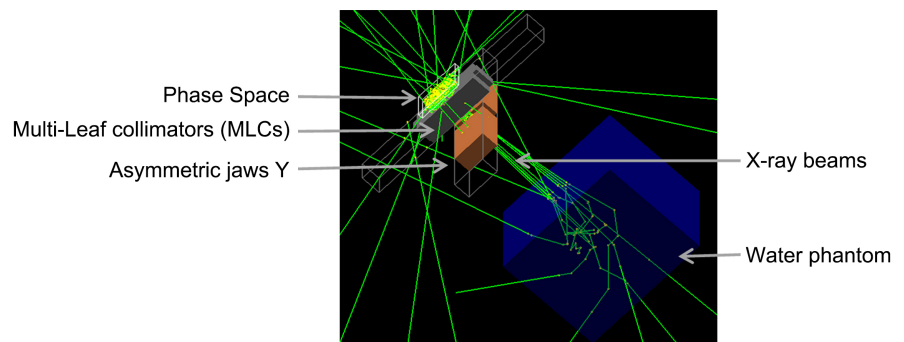 Phase Space
Multi-Leaf collimators (MLCs)
Asymmetric jaws Y
X-ray beams
Water phantom